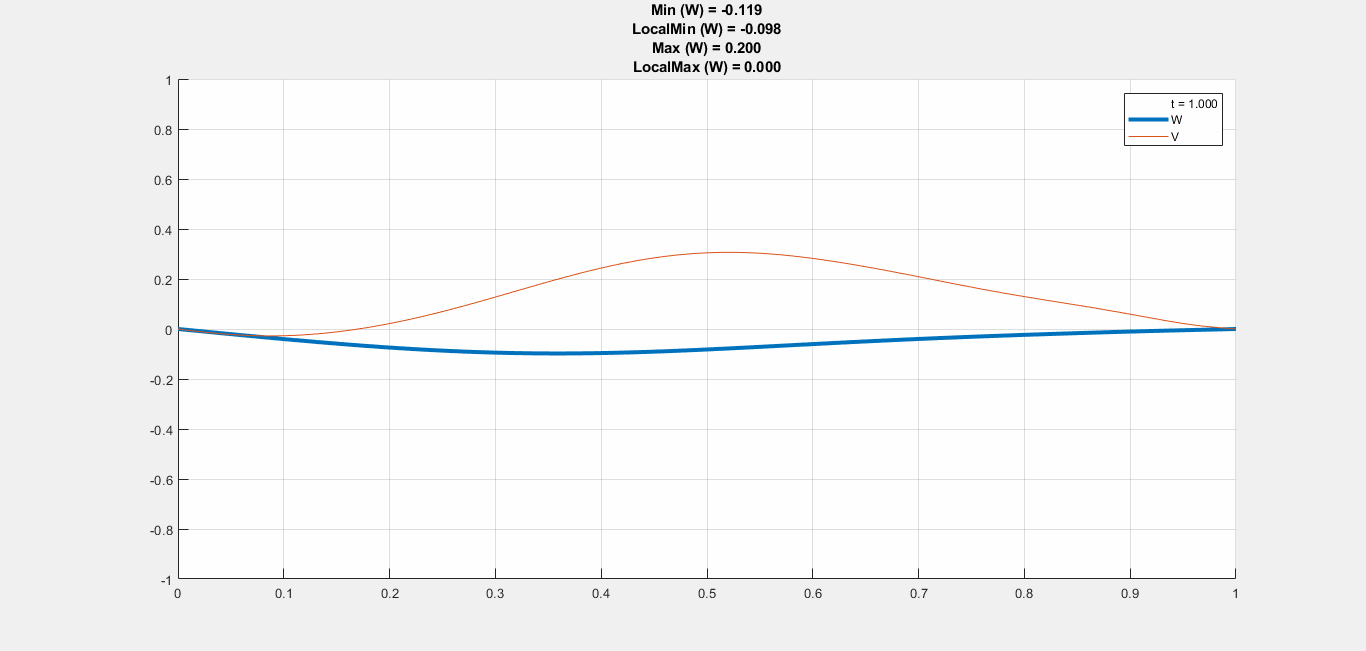 Min (W) = -0.119
LocalMin (W) = -0.098
Max (W) = 0.200
LocalMax (W) = 0.000
t = 1.000
W
V
1
0.8
0.6
0.4
0.2
0
-0.2
-0.4
-0.6
-0.8
-1
0 0.1 0.2 0.3 0.4 0.5 0.6 0.7 0.8 0.9 1